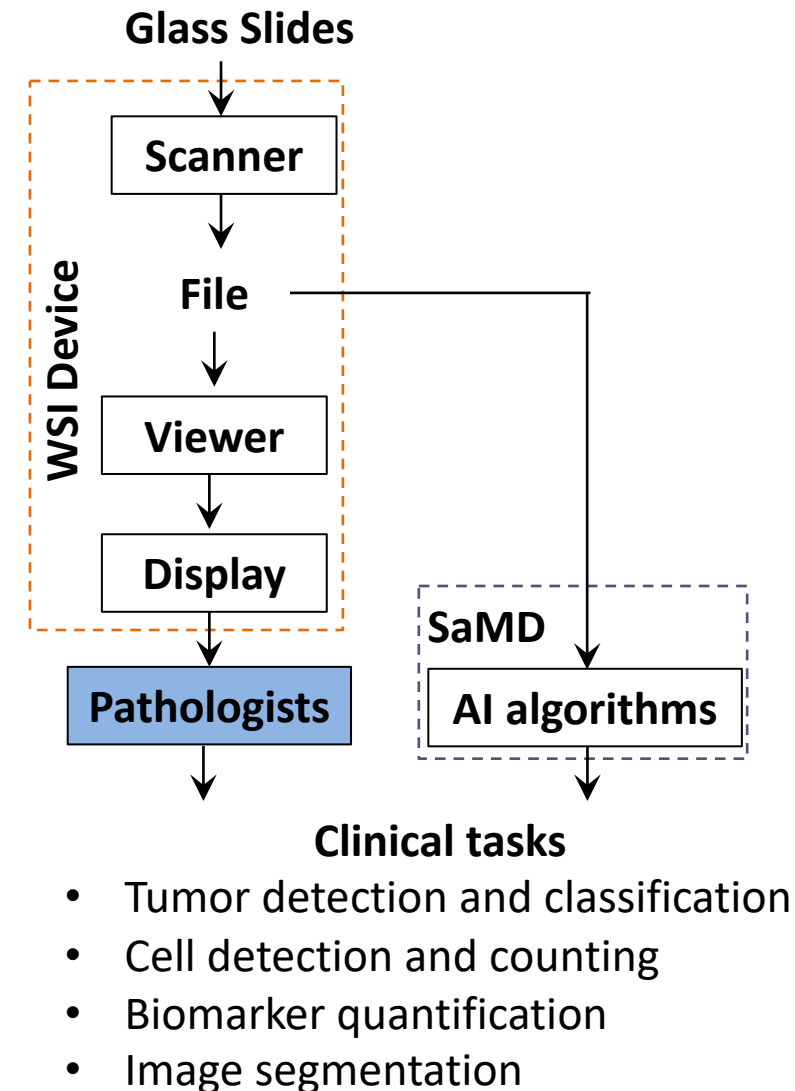 Glass Slides
Scanner
WSI Device
File
Viewer
Display
SaMD
Pathologists
AI algorithms
Clinical tasks
• Tumor detection and classification
• Cell detection and counting
• Biomarker quantification
• Image segmentation